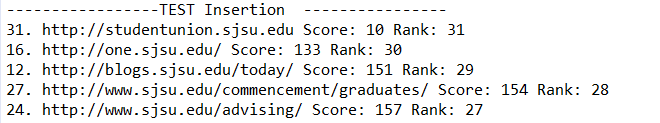 -----------------TEST Insertion  ----------------
31. http://studentunion.sjsu.edu Score: 10 Rank: 31
16. http://one.sjsu.edu/ Score: 133 Rank: 30
12. http://blogs.sjsu.edu/today/ Score: 151 Rank: 29
27. http://www.sjsu.edu/commencement/graduates/ Score: 154 Rank: 28
24. http://www.sjsu.edu/advising/ Score: 157 Rank: 27